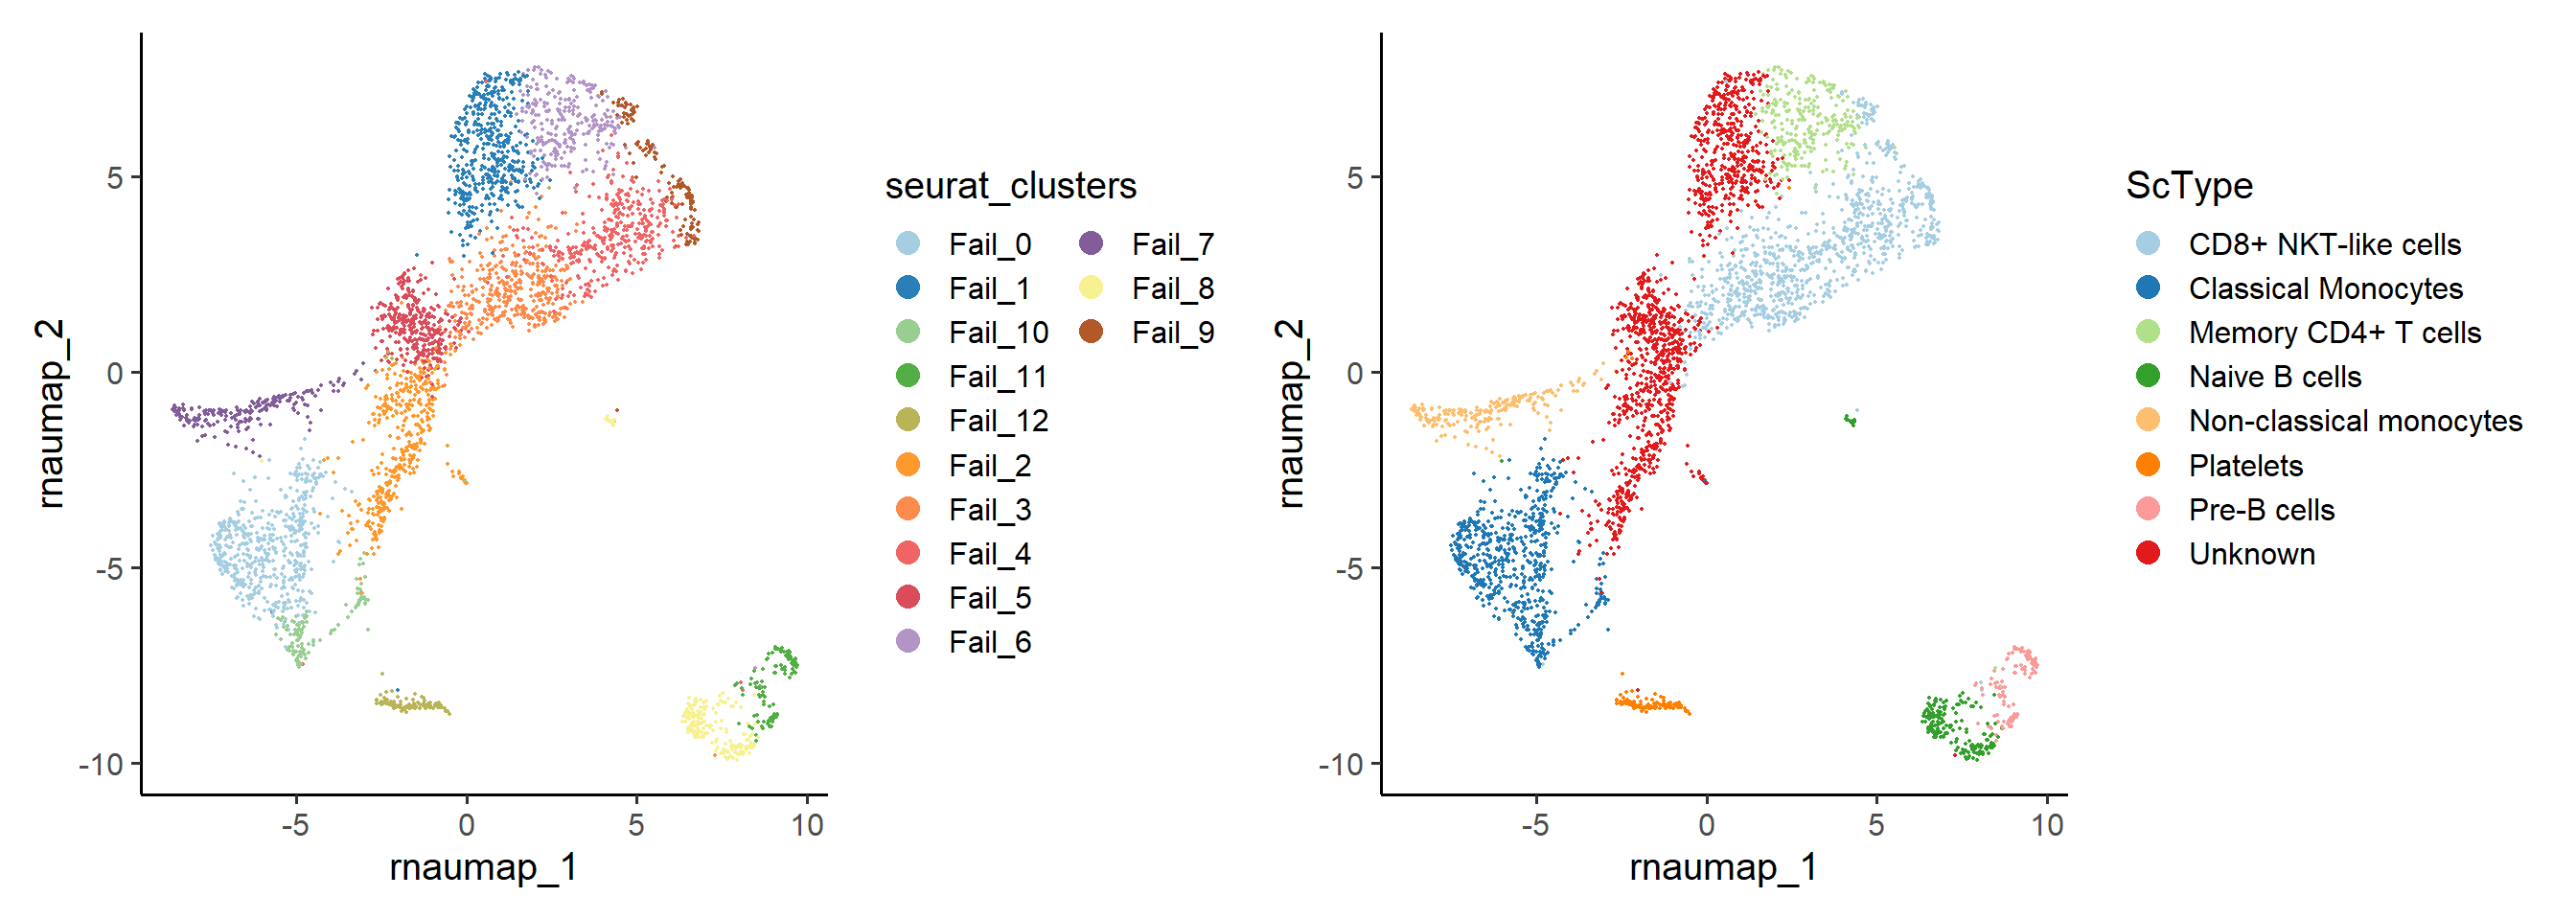 rnaumap_2
5
0
-5
-10
-5
0
5
10
rnaumap_1
seurat_clusters
Fail_0
Fail_1
Fail_10
Fail_11
Fail_12
Fail_2
Fail_3
Fail_4
Fail_5
Fail_6
Fail_7
Fail_8
Fail_9
rnaumap_2
5
0
-5
-10
-5
0
5
10
rnaumap_1
ScType
CD8+ NKT-like cells
Classical Monocytes
Memory CD4+ T cells
Naive B cells
Non-classical monocytes
Platelets
Pre-B cells
Unknown